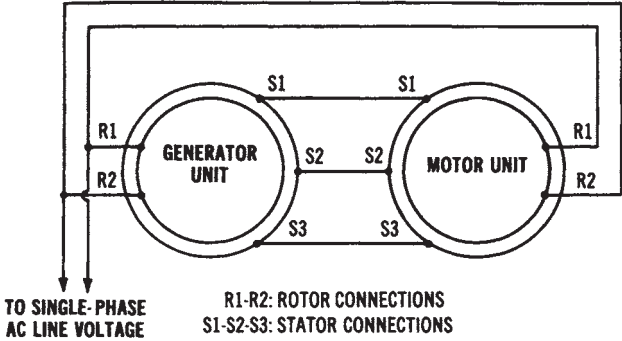 S1 S1
R1 GENERATOR UNIT S2 S2 MOTOR UNIT R1
R2 R2
S3 S3
TO SINGLE-PHASE
AC LINE VOLTAGE
R1-R2: ROTOR CONNECTIONS
S1-S2-S3: STATOR CONNECTIONS